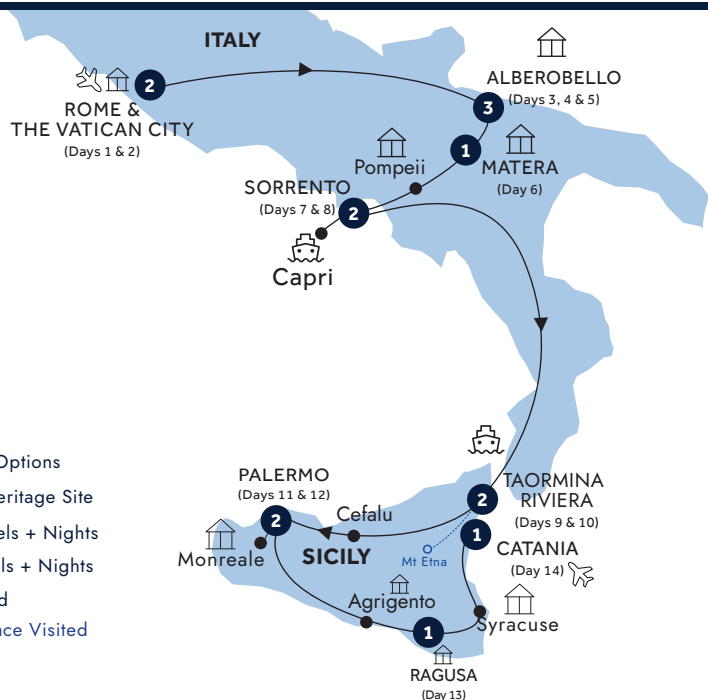 ITALY
2
ROME &
THE VATICAN CITY
(Days 1 & 2)
ALBEROBELLO
(Days 3, 4 & 5)
3
1
MATERA
(Day 6)
Pompeii
SORRENTO
(Days 7 & 8)
2
Capri
TAORMINA
RIVIERA
(Days 9 & 10)
2
PALERMO
(Days 11 & 12)
2
Cefalu
1
CATANIA
(Day 14)
Mt Etna
Monreale
SICILY
Agrigento
Syracuse
1
RAGUSA
(Day 13)
Options
eritage Site
els + Nights
ls + Nights
d
ce Visited